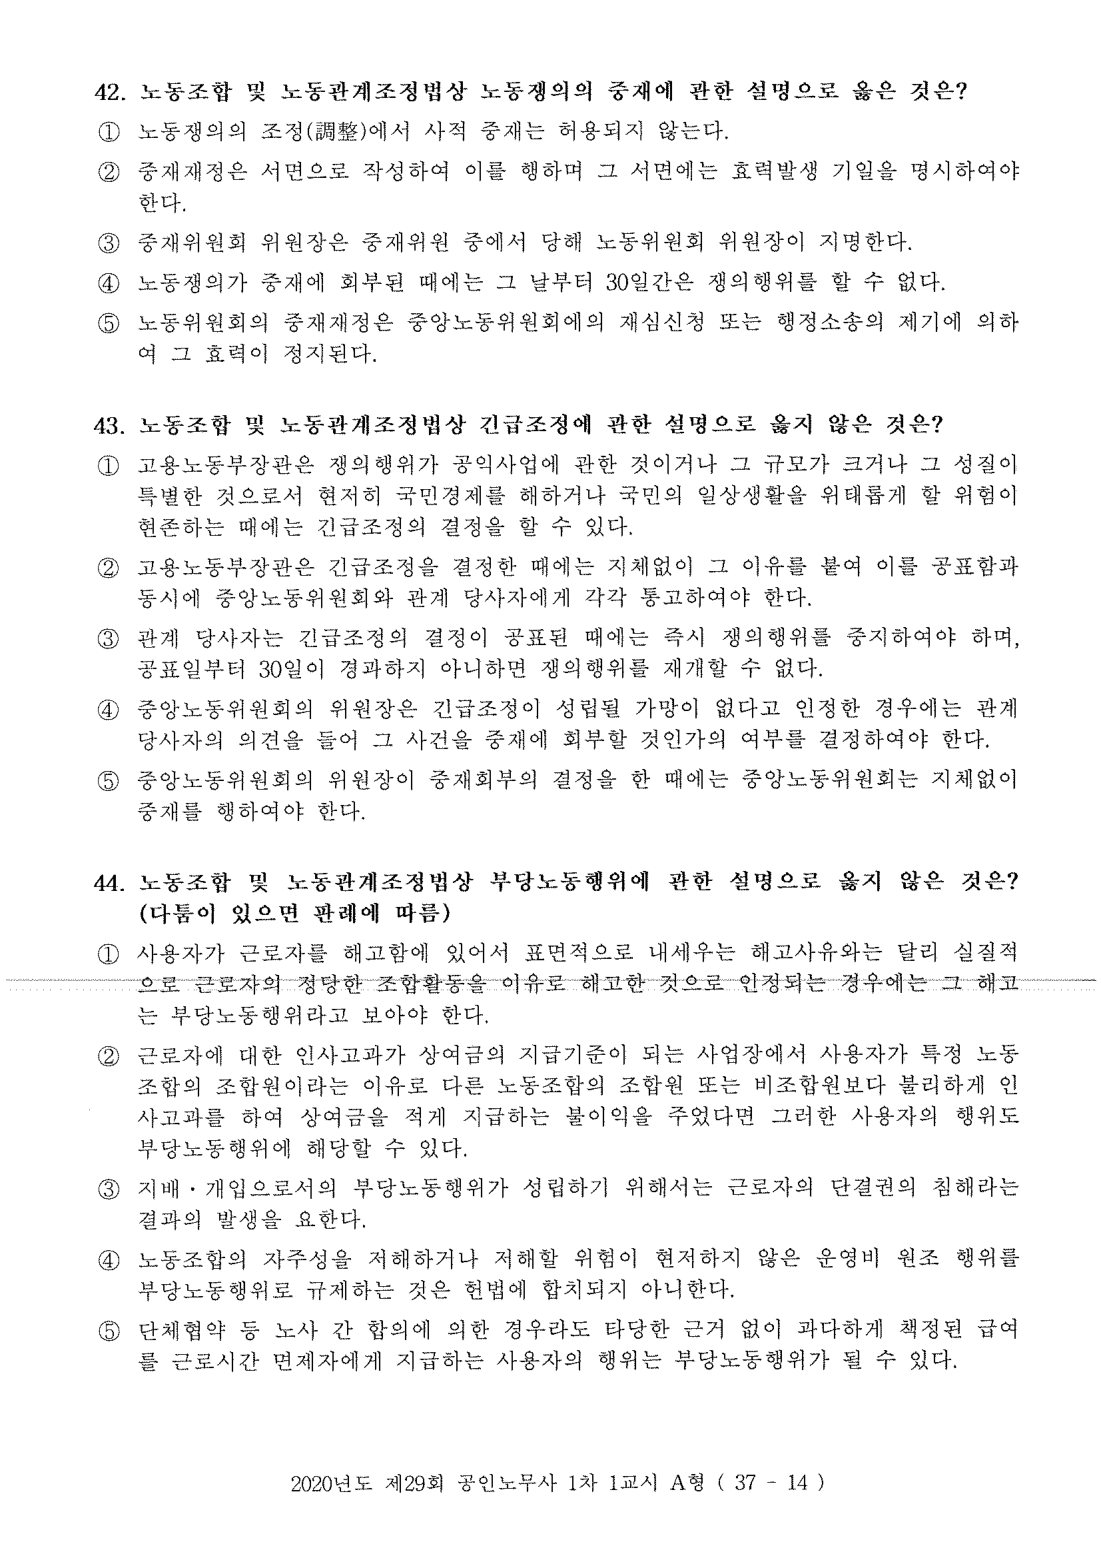 42. 노동조합 및 노동관계조정법상 노동쟁의의 중재에 관한 설명으로 옳은 것은?
① 노동쟁의의 조정(調整)에서 사적 중재는 허용되지 않는다.
② 중재재정은 서면으로 작성하여 이를 행하며 그 서면에는 효력발생 기일을 명시하여야
한다.
③ 중재위원회 위원장은 중재위원 중에서 당해 노동위원회 위원장이 지명한다.
④ 노동쟁의가 중재에 회부된 때에는 그 날부터 30일간은 쟁의행위를 할 수 없다.
⑤ 노동위원회의 중재재정은 중앙노동위원회에의 재심신청 또는 행정소송의 제기에 의하
여 그 효력이 정지된다.
43. 노동조합 및 노동관계조정법상 긴급조정에 관한 설명으로 옳지 않은 것은?
① 고용노동부장관은 쟁의행위가 공익사업에 관한 것이거나 그 규모가 크거나 그 성질이
특별한 것으로서 현저히 국민경제를 해하거나 국민의 일상생활을 위태롭게 할 위험이
현존하는 때에는 긴급조정의 결정을 할 수 있다.
② 고용노동부장관은 긴급조정을 결정한 때에는 지체없이 그 이유를 붙여 이를 공표함과
동시에 중앙노동위원회와 관계 당사자에게 각각 통고하여야 한다.
③ 관계 당사자는 긴급조정의 결정이 공표된 때에는 즉시 쟁의행위를 중지하여야 하며,
공표일부터 30일이 경과하지 아니하면 쟁의행위를 재개할 수 없다.
④ 중앙노동위원회의 위원장은 긴급조정이 성립될 가망이 없다고 인정한 경우에는 관계
당사자의 의견을 들어 그 사건을 중재에 회부할 것인가의 여부를 결정하여야 한다.
⑤ 중앙노동위원회의 위원장이 중재회부의 결정을 한 때에는 중앙노동위원회는 지체없이
중재를 행하여야 한다.
44. 노동조합 및 노동관계조정법상 부당노동행위에 관한 설명으로 옳지 않은 것은?
(다툼이 있으면 판례에 따름)
① 사용자가 근로자를 해고함에 있어서 표면적으로 내세우는 해고사유와는 달리 실질적
으로 근로자의 정당한 조합활동을 이유로 해고한 것으로 인정되는 경우에는 그 해고
는 부당노동행위라고 보아야 한다.
② 근로자에 대한 인사고과가 상여금의 지급기준이 되는 사업장에서 사용자가 특정 노동
조합의 조합원이라는 이유로 다른 노동조합의 조합원 또는 비조합원보다 불리하게 인
사고과를 하여 상여금을 적게 지급하는 불이익을 주었다면 그러한 사용자의 행위도
부당노동행위에 해당할 수 있다.
③ 지배·개입으로서의 부당노동행위가 성립하기 위해서는 근로자의 단결권의 침해라는
결과의 발생을 요한다.
④ 노동조합의 자주성을 저해하거나 저해할 위험이 현저하지 않은 운영비 원조 행위를
부당노동행위로 규제하는 것은 헌법에 합치되지 아니한다.
⑤ 단체협약 등 노사 간 합의에 의한 경우라도 타당한 근거 없이 과다하게 책정된 급여
를 근로시간 면제자에게 지급하는 사용자의 행위는 부당노동행위가 될 수 있다.
2020년도 제29회 공인노무사 1차 1교시 A형 ( 37 - 14 )